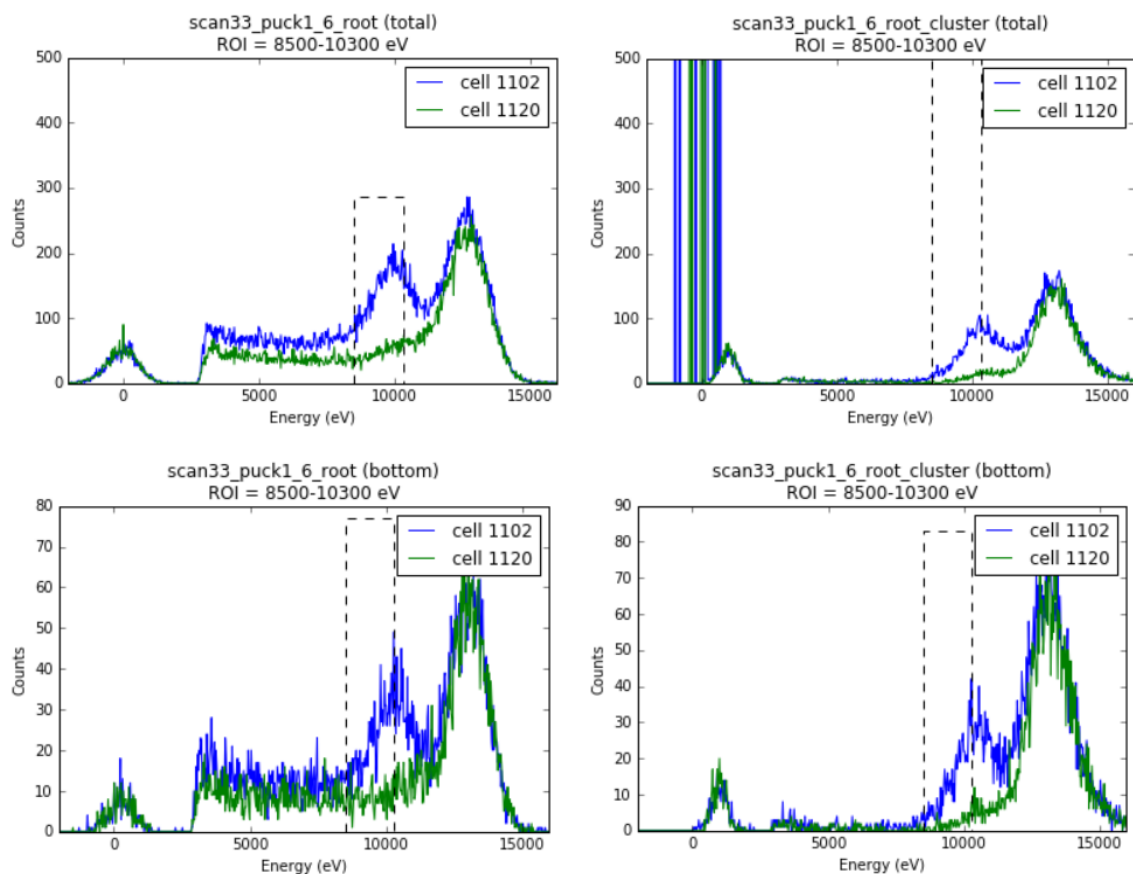 scan33_puck1_6_root (total)
ROI = 8500-10300 eV
500
400
300
200
100
0
Counts
cell 1102
cell 1120
0
5000
10000
15000
Energy (eV)
scan33_puck1_6_root_cluster (total)
ROI = 8500-10300 eV
500
400
300
200
100
0
Counts
cell 1102
cell 1120
0
5000
10000
15000
Energy (eV)
scan33_puck1_6_root (bottom)
ROI = 8500-10300 eV
80
70
60
50
40
30
20
10
0
Counts
cell 1102
cell 1120
0
5000
10000
15000
Energy (eV)
scan33_puck1_6_root_cluster (bottom)
ROI = 8500-10300 eV
90
80
70
60
50
40
30
20
10
0
Counts
cell 1102
cell 1120
0
5000
10000
15000
Energy (eV)